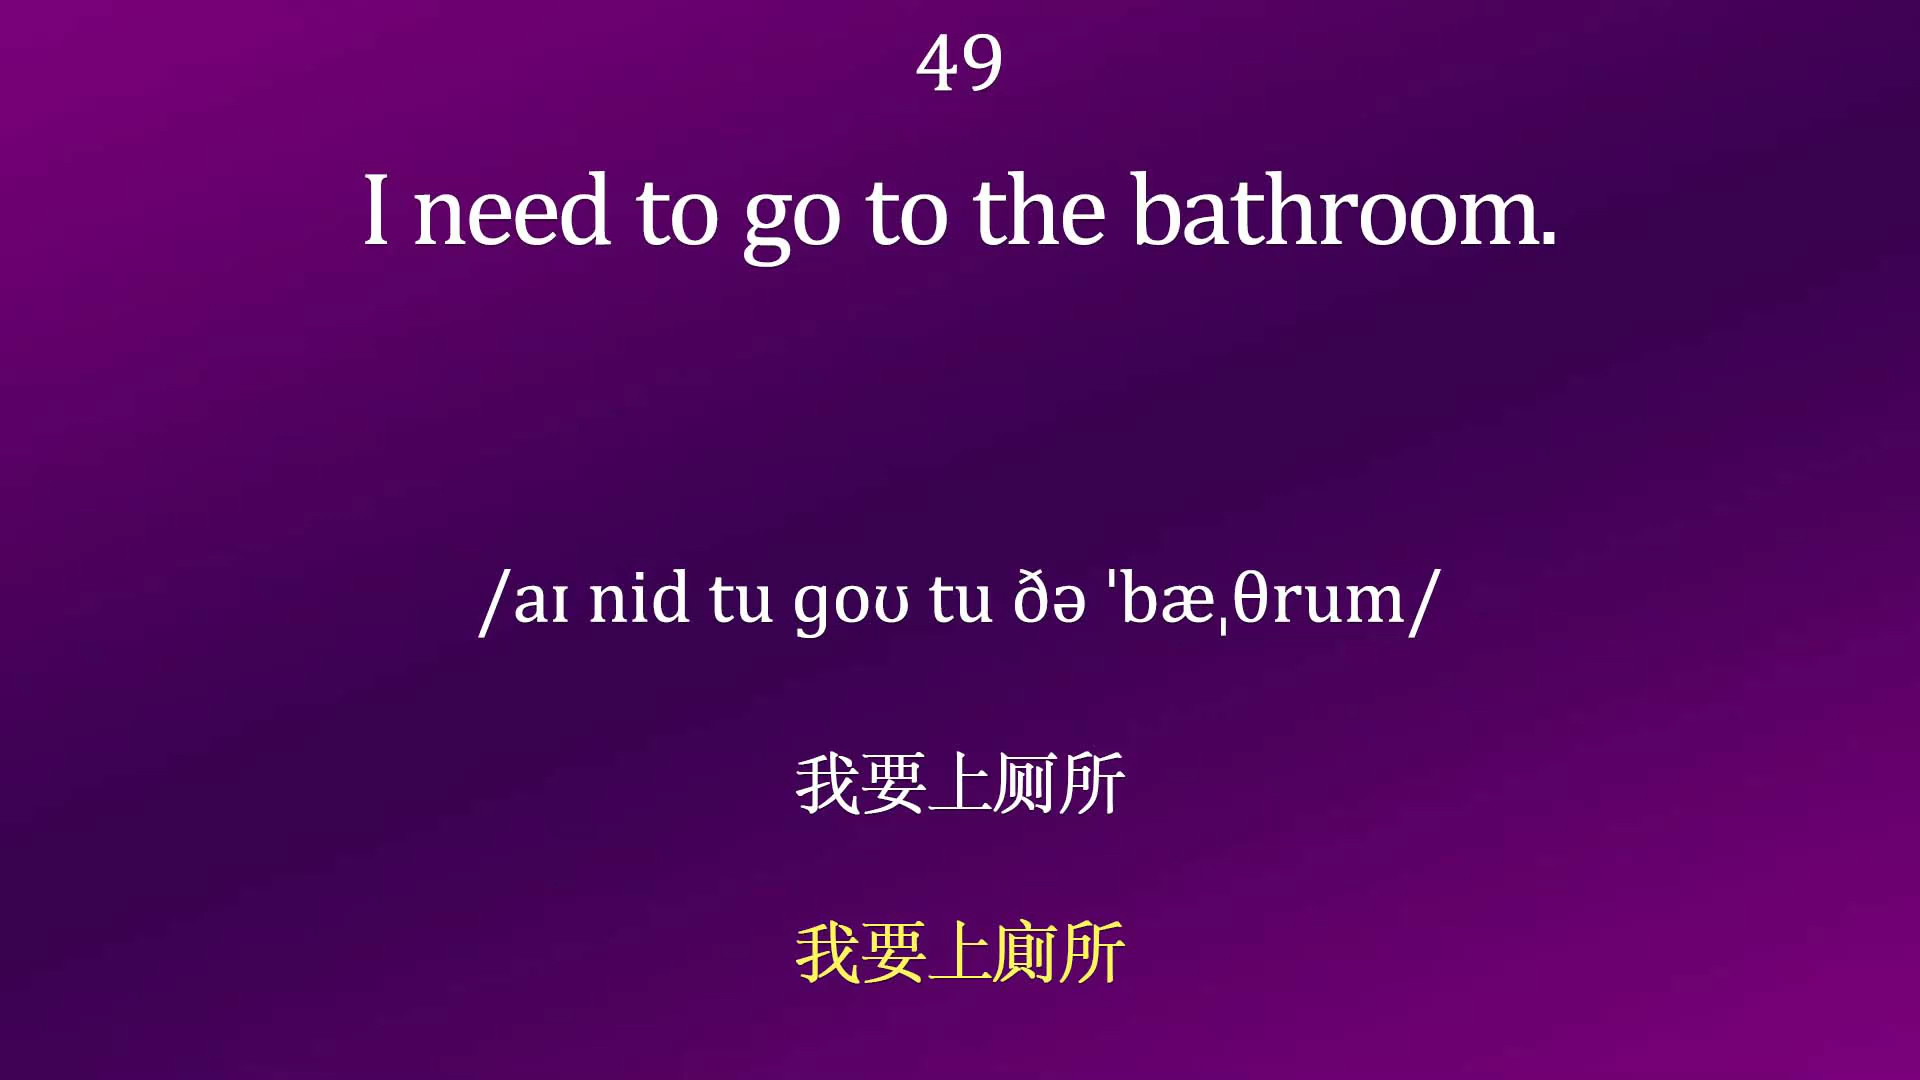 49
I need to go to the bathroom.
/aɪ nid tu goʊ tu ðə ˈbæˌθrum/
我要上厕所
我要上廁所